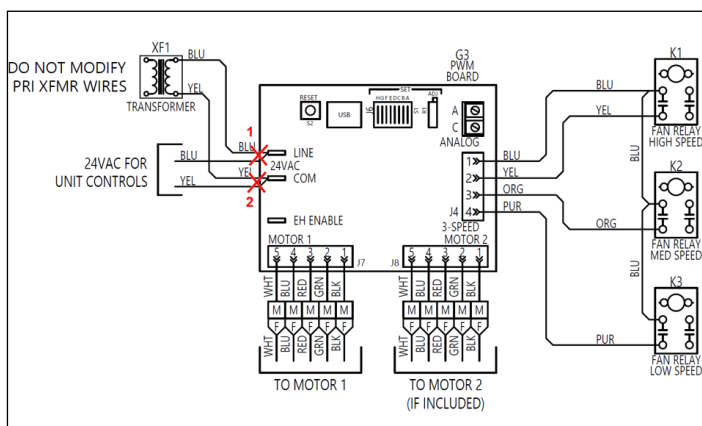 XF1
DO NOT MODIFY
PRI XFMR WIRES
BLU
YEL
TRANSFORMER
1
BLU
YEL
2
24VAC FOR
UNIT CONTROLS
BLU
YEL
G3
PWM
BOARD
RESET
S2
USB
SET
HGFEDCBA
J6
S1
ADJ
R1
A
C
ANALOG
LINE
24VAC
COM
EH ENABLE
1
2
3
4
J4
3-SPEED
BLU
YEL
ORG
PUR
MOTOR 1
5 4 3 2 1
J7
WHT BLU RED GRN BLK
M M M M M
F F F F F
WHT BLU RED GRN BLK
TO MOTOR 1
MOTOR 2
5 4 3 2 1
J8
WHT BLU RED GRN BLK
M M M M M
F F F F F
WHT BLU RED GRN BLK
TO MOTOR 2
(IF INCLUDED)
K1
BLU
YEL
FAN RELAY
HIGH SPEED
BLU
K2
ORG
FAN RELAY
MED SPEED
BLU
K3
PUR
FAN RELAY
LOW SPEED